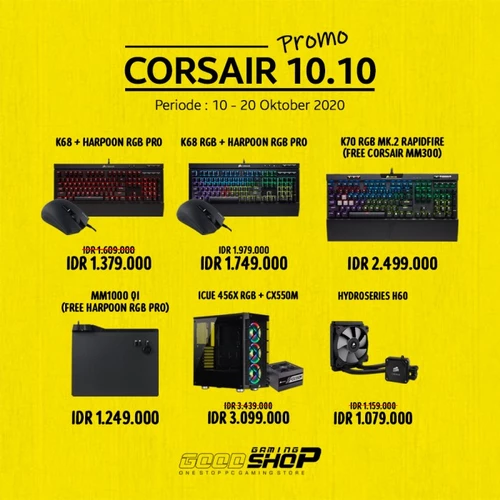 Promo
CORSAIR 10.10
Periode : 10 - 20 Oktober 2020
K68 + HARPOON RGB PRO
IDR 1.609.000
IDR 1.379.000
K68 RGB + HARPOON RGB PRO
IDR 1.979.000
IDR 1.749.000
K70 RGB MK.2 RAPIDFIRE
(FREE CORSAIR MM300)
IDR 2.499.000
MM1000 QI
(FREE HARPOON RGB PRO)
IDR 1.249.000
ICUE 456X RGB + CX550M
IDR 3.439.000
IDR 3.099.000
HYDROSERIES H60
IDR 1.159.000
IDR 1.079.000
GAMING
GOOD SHOP
ONE STOP PC GAMING STORE